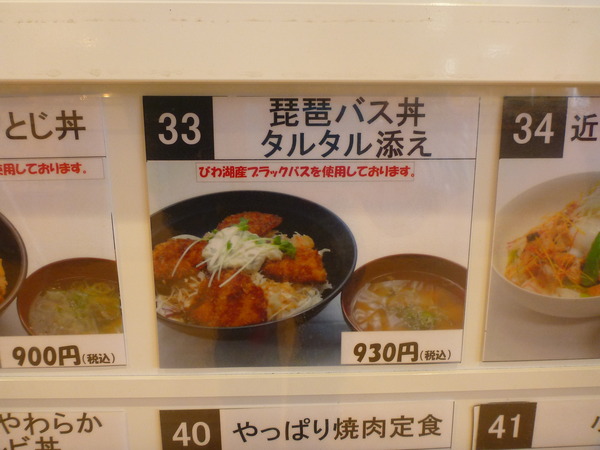 とじ丼
使用しております。
900円(税込)
33
琵琶バス丼
タルタル添え
びわ湖産ブラックバスを使用しております。
930円(税込)
34
近
やわらか
ビ丼
40
やっぱり焼肉定食
41